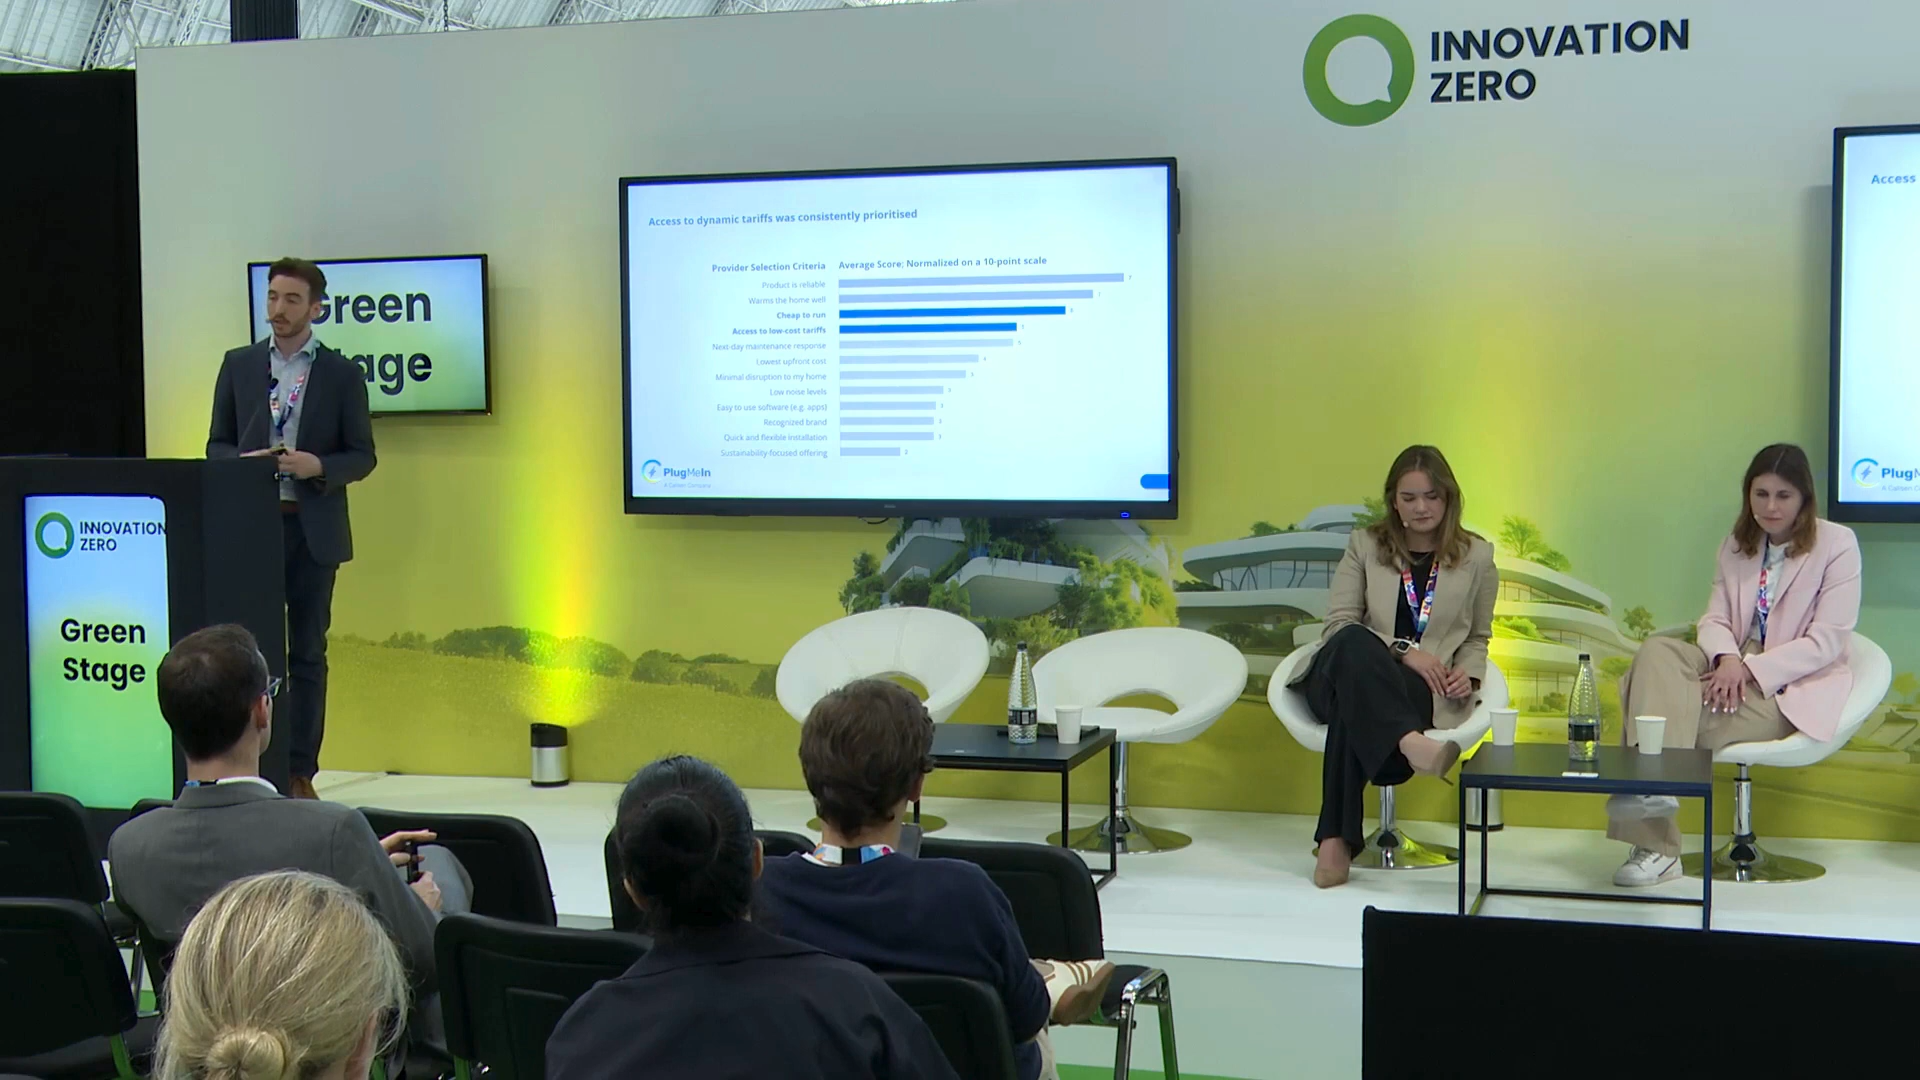 INNOVATION
ZERO
Green
Stage
Access to dynamic tariffs was consistently prioritised
Provider Selection Criteria
Average Score; Normalized on a 10-point scale
Product is reliable
Warms the home well
Cheap to run
Access to low-cost tariffs
Next-day maintenance response
Lowest upfront cost
Minimal disruption to my home
Low noise levels
Easy to use software (e.g. apps)
Recognized brand
Quick and flexible installation
Sustainability focused offering
PlugMeIn
Access
PlugM
INNOVATION
ZERO
Green
Stage